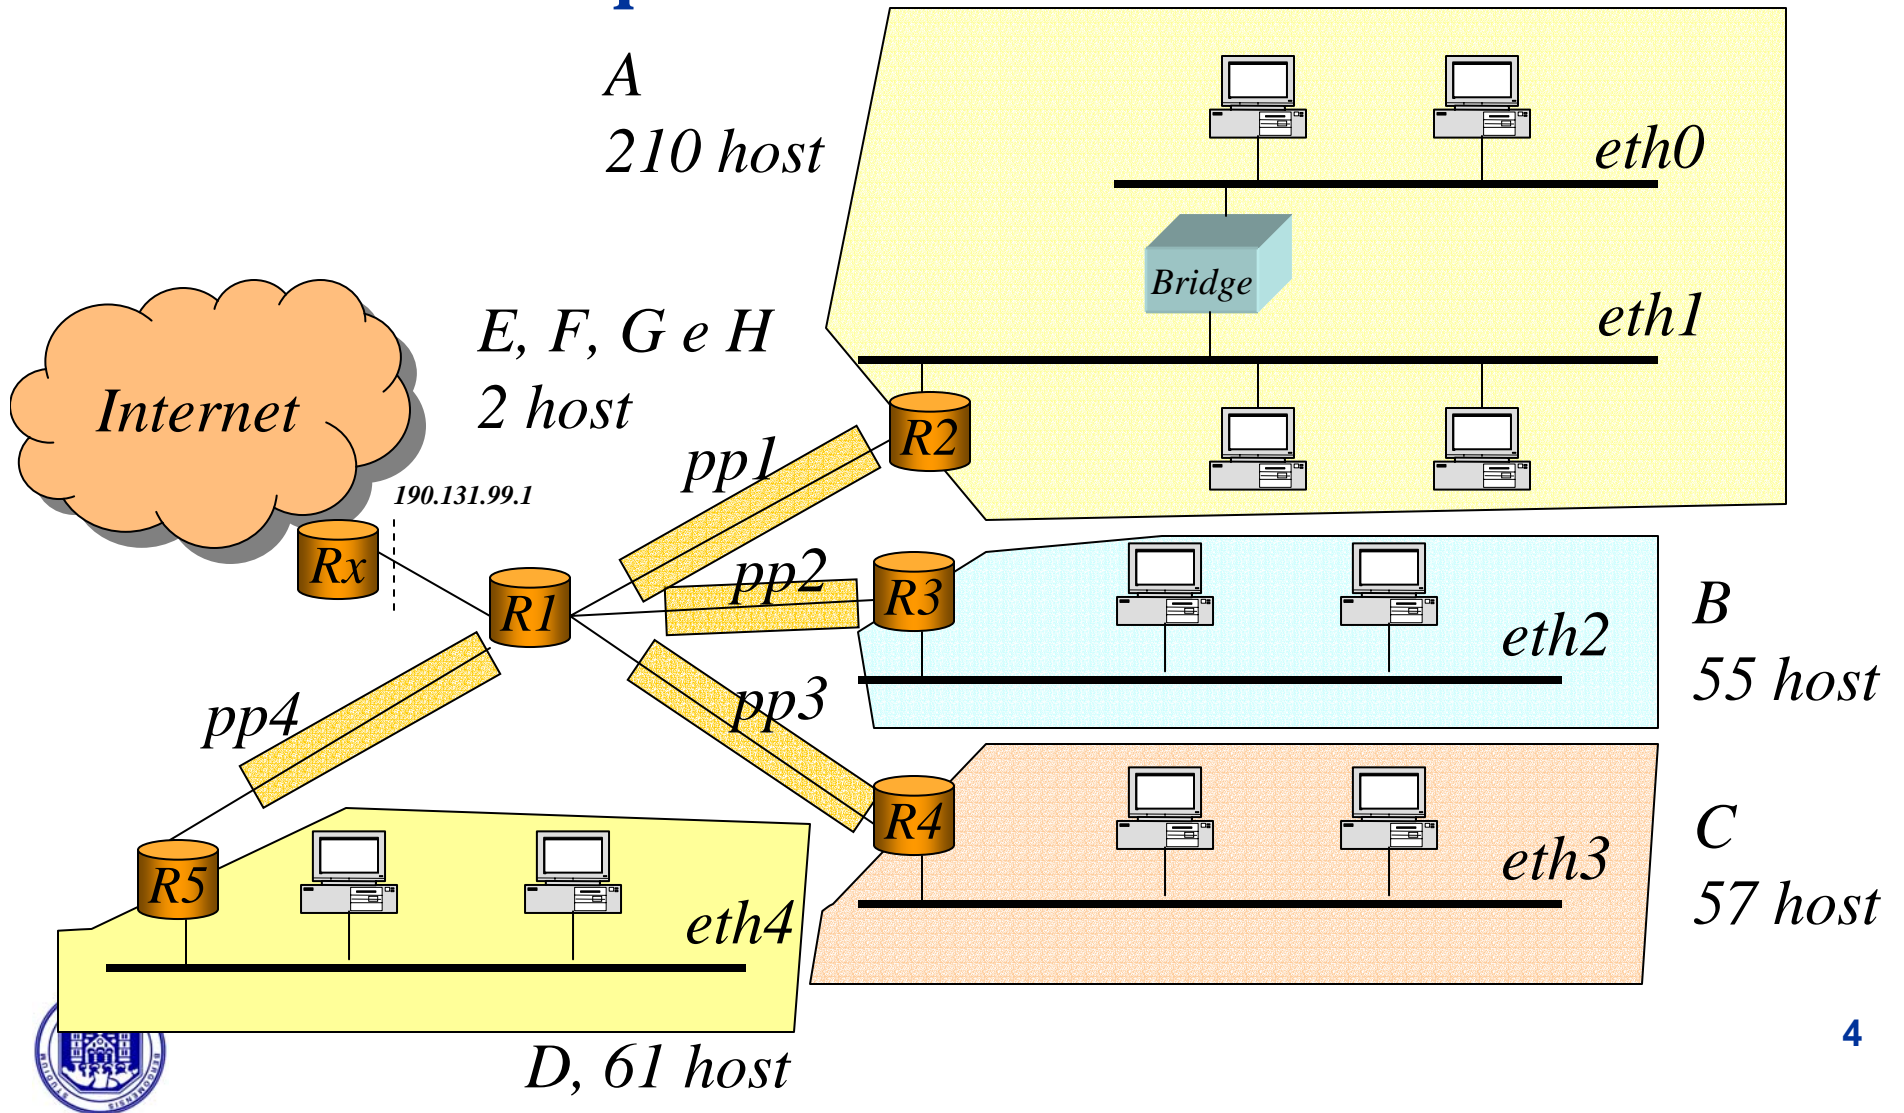 A
210 host
eth0
Bridge
eth1
E, F, G e H
2 host
Internet
R2
pp1
190.131.99.1
Rx
R1
pp2
R3
eth2
B
55 host
pp3
pp4
R4
eth3
C
57 host
R5
eth4
D, 61 host
4